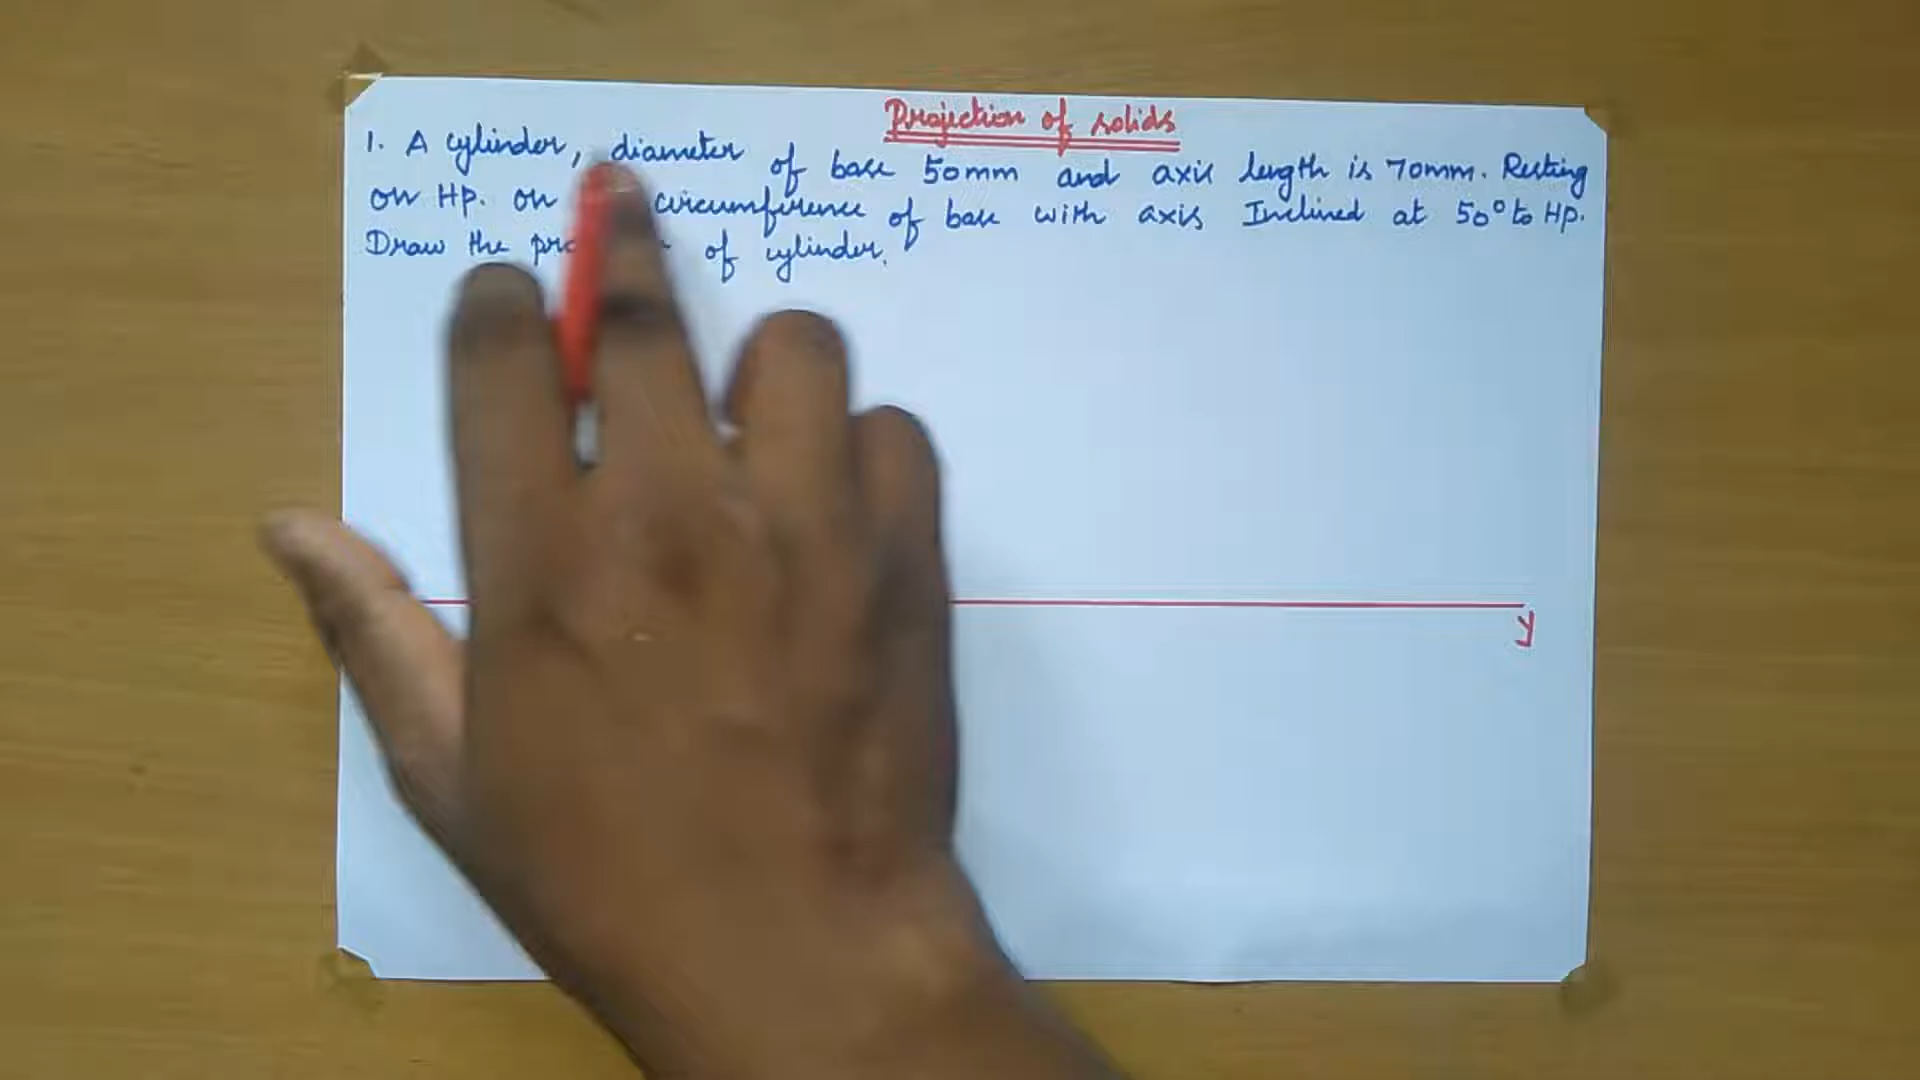 Projection of solids
1. A cylinder, diameter of base 50mm and axis length is 70mm. Resting
on Hp. on circumference of base with axis Inclined at 50° to Hp.
Draw the of cylinder.
y